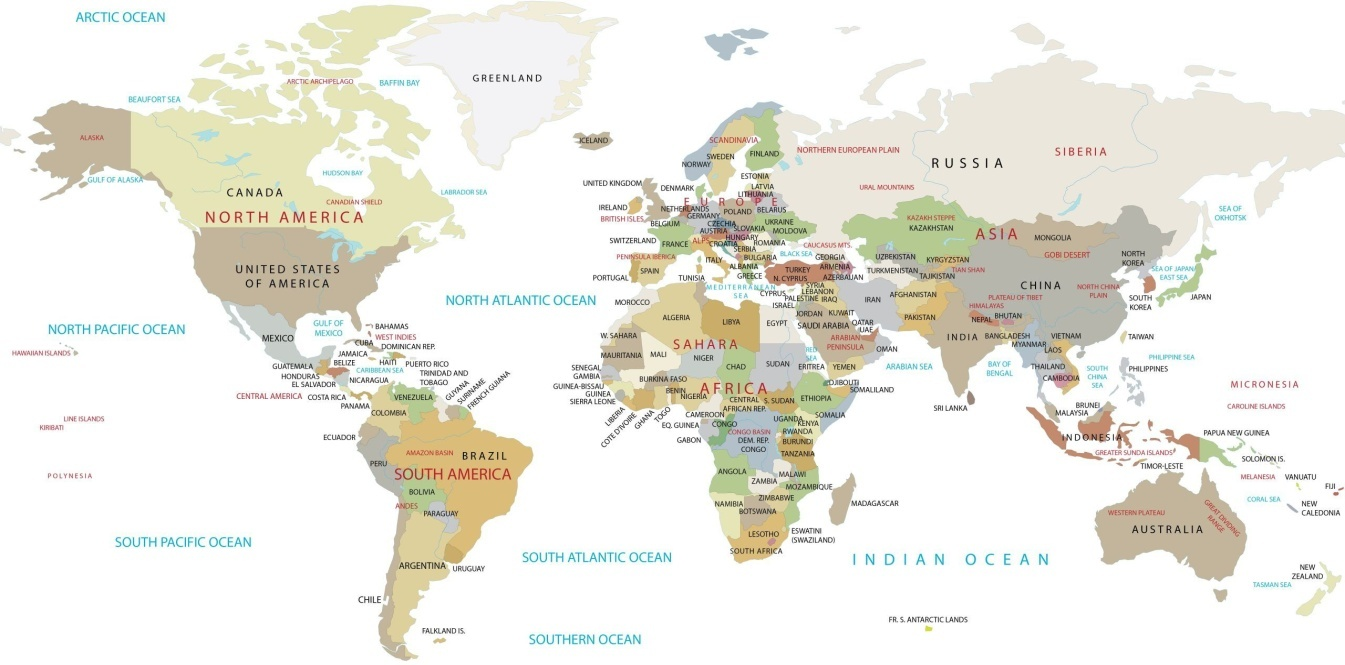 ARCTIC OCEAN
GREENLAND
ARCTIC ARCHIPELAGO
BAFFIN BAY
BEAUFORT SEA
ALASKA
GULF OF ALASKA
HUDSON BAY
LABRADOR SEA
CANADA
CANADIAN SHIELD
NORTH AMERICA
UNITED STATES
OF AMERICA
NORTH ATLANTIC OCEAN
NORTH PACIFIC OCEAN
GULF OF
MEXICO
MEXICO
BAHAMAS
WEST INDIES
CUBA
DOMINICAN REP.
JAMAICA
HAITI
BELIZE
PUERTO RICO
GUATEMALA
CARIBBEAN SEA
TRINIDAD AND
TOBAGO
HONDURAS
EL SALVADOR
NICARAGUA
COSTA RICA
CENTRAL AMERICA
PANAMA
VENEZUELA
GUYANA
SURINAME
FRENCH GUIANA
COLOMBIA
HAWAIIAN ISLANDS
LINE ISLANDS
KIRIBATI
POLYNESIA
ECUADOR
AMAZON BASIN
BRAZIL
PERU
SOUTH AMERICA
BOLIVIA
ANDES
PARAGUAY
SOUTH PACIFIC OCEAN
SOUTH ATLANTIC OCEAN
ARGENTINA
URUGUAY
CHILE
FALKLAND IS.
SOUTHERN OCEAN
ICELAND
SCANDINAVIA
SWEDEN
FINLAND
NORWAY
NORTHERN EUROPEAN PLAIN
RUSSIA
SIBERIA
ESTONIA
UNITED KINGDOM
DENMARK
LATVIA
LITHUANIA
URAL MOUNTAINS
EUROPE
IRELAND
NETHERLANDS
POLAND
BELARUS
GERMANY
BRITISH ISLES
BELGIUM
CZECHIA
UKRAINE
SLOVAKIA
MOLDOVA
AUSTRIA
HUNGARY
SWITZERLAND
FRANCE
ALPS
CROATIA
ROMANIA
SERBIA
PENINSULA IBERICA
ITALY
BULGARIA
BLACK SEA
CAUCASUS MTS.
GEORGIA
SPAIN
ALBANIA
TURKEY
ARMENIA
PORTUGAL
TUNISIA
GREECE
N. CYPRUS
AZERBAIJAN
MEDITERRANEAN
SEA
CYPRUS
SYRIA
LEBANON
PALESTINE
IRAQ
ISRAEL
KAZAKH STEPPE
KAZAKHSTAN
ASIA
MONGOLIA
GOBI DESERT
SEA OF
OKHOTSK
UZBEKISTAN
KYRGYZSTAN
TURKMENISTAN
TIAN SHAN
TAJIKISTAN
NORTH
KOREA
SEA OF JAPAN/
EAST SEA
CHINA
NORTH CHINA
PLAIN
SOUTH
KOREA
JAPAN
IRAN
AFGHANISTAN
PLATEAU OF TIBET
HIMALAYAS
NEPAL
BHUTAN
PAKISTAN
MOROCCO
ALGERIA
LIBYA
EGYPT
JORDAN
KUWAIT
SAUDI ARABIA
QATAR
UAE
ARABIAN
PENINSULA
OMAN
W. SAHARA
SAHARA
MAURITANIA
MALI
NIGER
CHAD
SUDAN
RED
SEA
ERITREA
YEMEN
ARABIAN SEA
INDIA
BANGLADESH
MYANMAR
VIETNAM
LAOS
TAIWAN
BAY OF
BENGAL
THAILAND
CAMBODIA
SOUTH
CHINA
SEA
PHILIPPINE SEA
PHILIPPINES
SENEGAL
GAMBIA
GUINEA-BISSAU
GUINEA
SIERRA LEONE
BURKINA FASO
BENIN
NIGERIA
AFRICA
LIBERIA
COTE D'IVOIRE
GHANA
TOGO
CAMEROON
CENTRAL
AFRICAN REP.
S. SUDAN
ETHIOPIA
DJIBOUTI
SOMALILAND
SOMALIA
EQ. GUINEA
GABON
CONGO
CONGO BASIN
DEM. REP.
CONGO
UGANDA
KENYA
RWANDA
BURUNDI
TANZANIA
SRI LANKA
MICRONESIA
CAROLINE ISLANDS
BRUNEI
MALAYSIA
INDONESIA
GREATER SUNDA ISLANDS
TIMOR-LESTE
PAPUA NEW GUINEA
SOLOMON IS.
MELANESIA
VANUATU
FIJI
CORAL SEA
NEW
CALEDONIA
ANGOLA
ZAMBIA
MALAWI
MOZAMBIQUE
ZIMBABWE
NAMIBIA
BOTSWANA
MADAGASCAR
LESOTHO
ESWATINI
(SWAZILAND)
SOUTH AFRICA
WESTERN PLATEAU
GREAT DIVIDING
RANGE
AUSTRALIA
INDIAN OCEAN
NEW
ZEALAND
TASMAN SEA
FR. S. ANTARCTIC LANDS